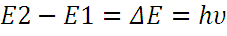 E2 − E1 = ΔE = hυ